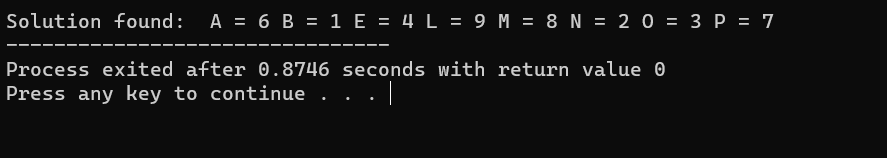 Solution found:  A = 6 B = 1 E = 4 L = 9 M = 8 N = 2 O = 3 P = 7
--------------------------------
Process exited after 0.8746 seconds with return value 0
Press any key to continue . . .